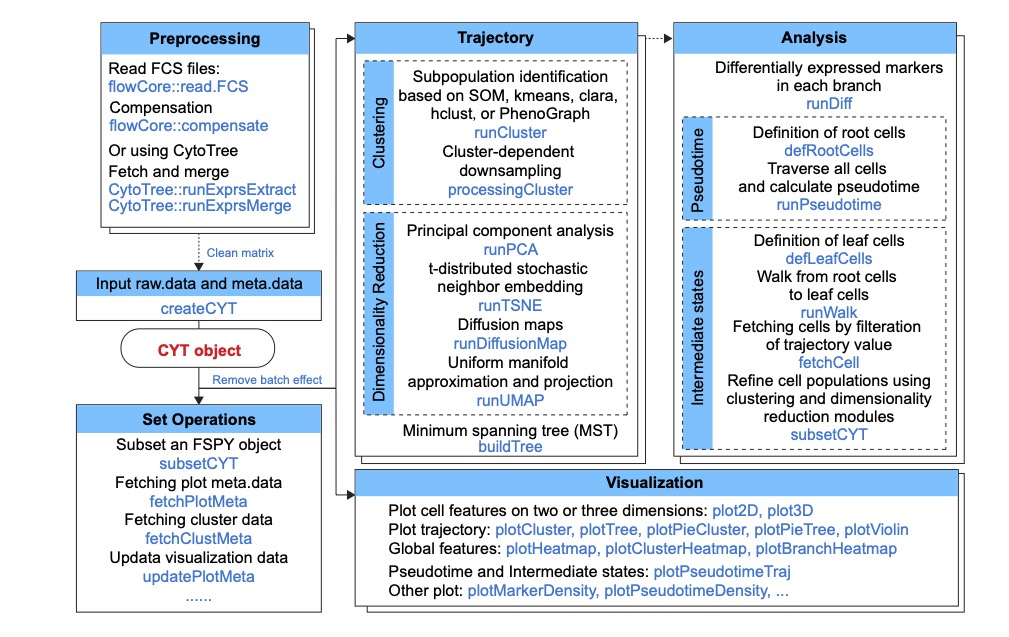 Preprocessing
Read FCS files:
flowCore::read.FCS
Compensation
flowCore::compensate
Or using CytoTree
Fetch and merge
CytoTree::runExprsExtract
CytoTree::runExprsMerge
Clean matrix
Input raw.data and meta.data
createCYT
CYT object
Remove batch effect
Set Operations
Subset an FSPY object
subsetCYT
Fetching plot meta.data
fetchPlotMeta
Fetching cluster data
fetchClustMeta
Updata visualization data
updatePlotMeta
......
Trajectory
Clustering
Subpopulation identification
based on SOM, kmeans, clara,
hclust, or PhenoGraph
runCluster
Cluster-dependent
downsampling
processingCluster
Dimensionality Reduction
Principal component analysis
runPCA
t-distributed stochastic
neighbor embedding
runTSNE
Diffusion maps
runDiffusionMap
Uniform manifold
approximation and projection
runUMAP
Minimum spanning tree (MST)
buildTree
Analysis
Differentially expressed markers
in each branch
runDiff
Pseudotime
Definition of root cells
defRootCells
Traverse all cells
and calculate pseudotime
runPseudotime
Intermediate states
Definition of leaf cells
defLeafCells
Walk from root cells
to leaf cells
runWalk
Fetching cells by filteration
of trajectory value
fetchCell
Refine cell populations using
clustering and dimensionality
reduction modules
subsetCYT
Visualization
Plot cell features on two or three dimensions: plot2D, plot3D
Plot trajectory: plotCluster, plotTree, plotPieCluster, plotPieTree, plotViolin
Global features: plotHeatmap, plotClusterHeatmap, plotBranchHeatmap
Pseudotime and Intermediate states: plotPseudotimeTraj
Other plot: plotMarkerDensity, plotPseudotimeDensity, ...